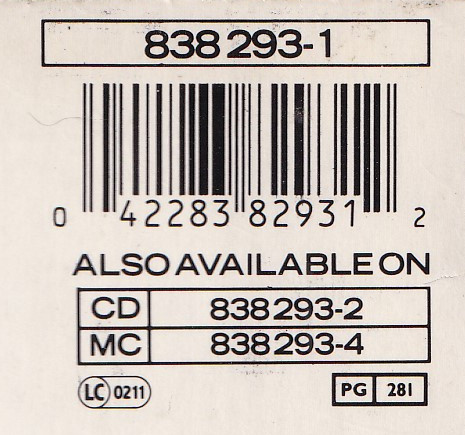 838 293-1
0 42283 82931 2
ALSO AVAILABLE ON
CD 838 293-2
MC 838 293-4
LC 0211 PG 281